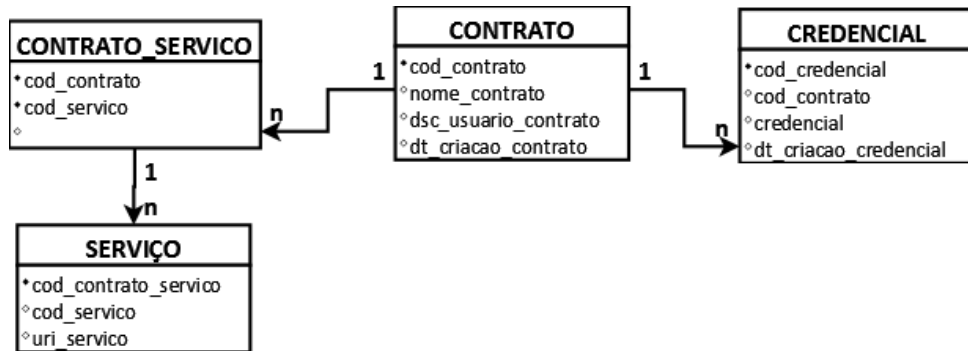 CONTRATO_SERVICO
cod_contrato
cod_servico
CONTRATO
cod_contrato
nome_contrato
dsc_usuario_contrato
dt_criacao_contrato
CREDENCIAL
cod_credencial
cod_contrato
credencial
dt_criacao_credencial
1
n
1
n
1
n
SERVIÇO
cod_contrato_servico
cod_servico
uri_servico